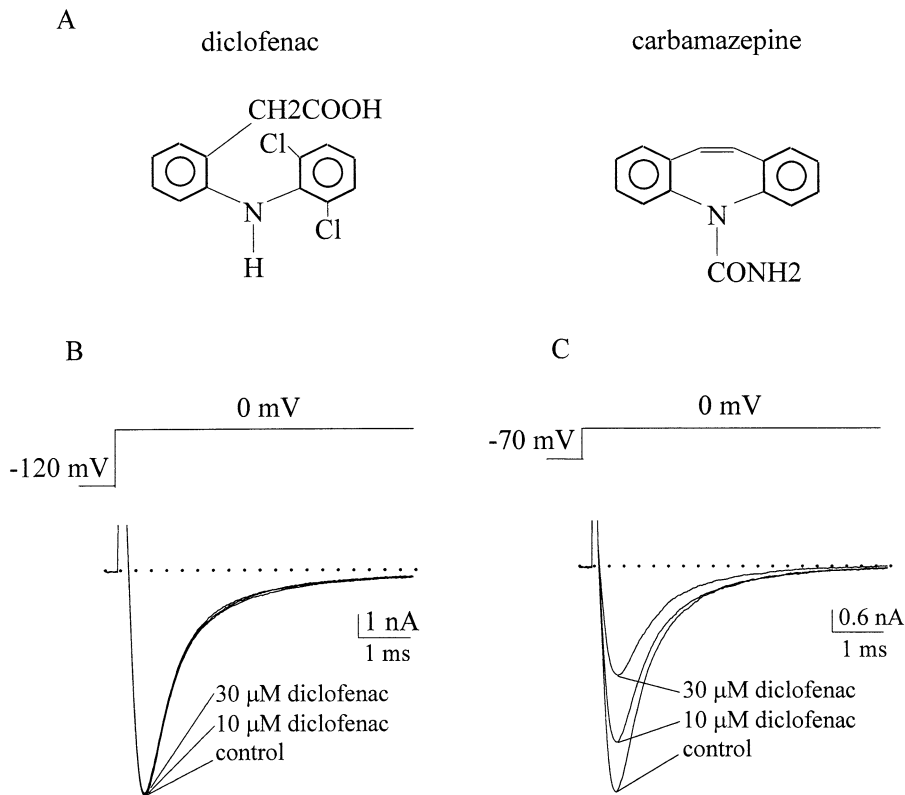 A
diclofenac
carbamazepine
CH2COOH
Cl
N
Cl
H
N
CONH2
B
0 mV
-120 mV
1 nA
1 ms
30 µM diclofenac
10 µM diclofenac
control
C
0 mV
-70 mV
0.6 nA
1 ms
30 µM diclofenac
10 µM diclofenac
control